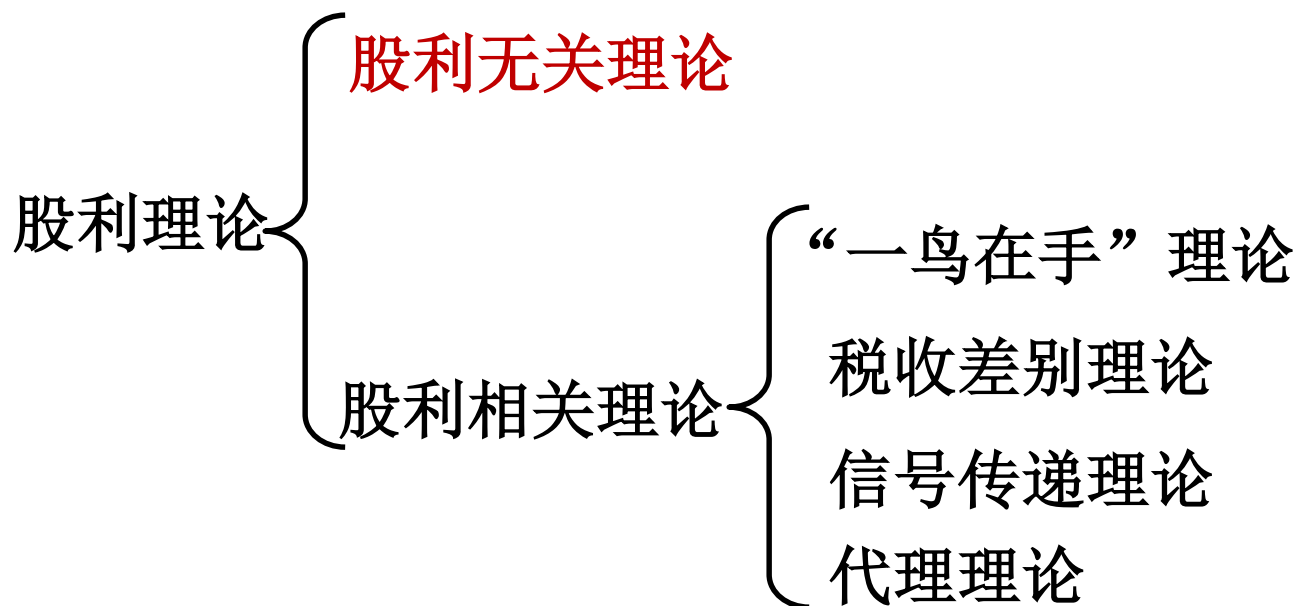 股利无关理论
股利理论
“一鸟在手”理论
税收差别理论
股利相关理论
信号传递理论
代理理论